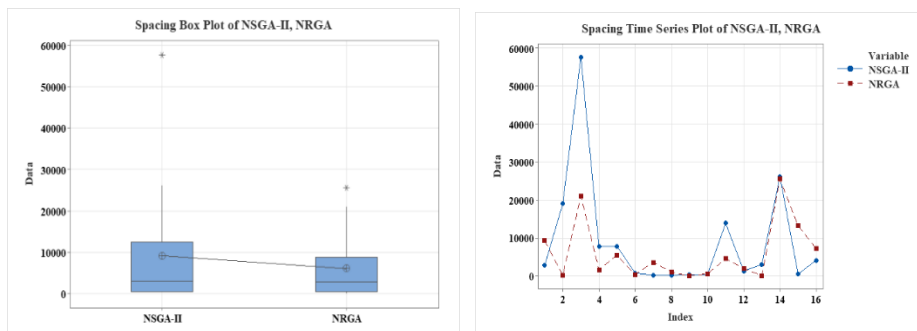 Spacing Box Plot of NSGA-II, NRGA
60000
50000
40000
30000
20000
10000
0
Data
NSGA-II NRGA
Spacing Time Series Plot of NSGA-II, NRGA
60000
50000
40000
30000
20000
10000
0
Data
2 4 6 8 10 12 14 16
Index
Variable
NSGA-II
NRGA